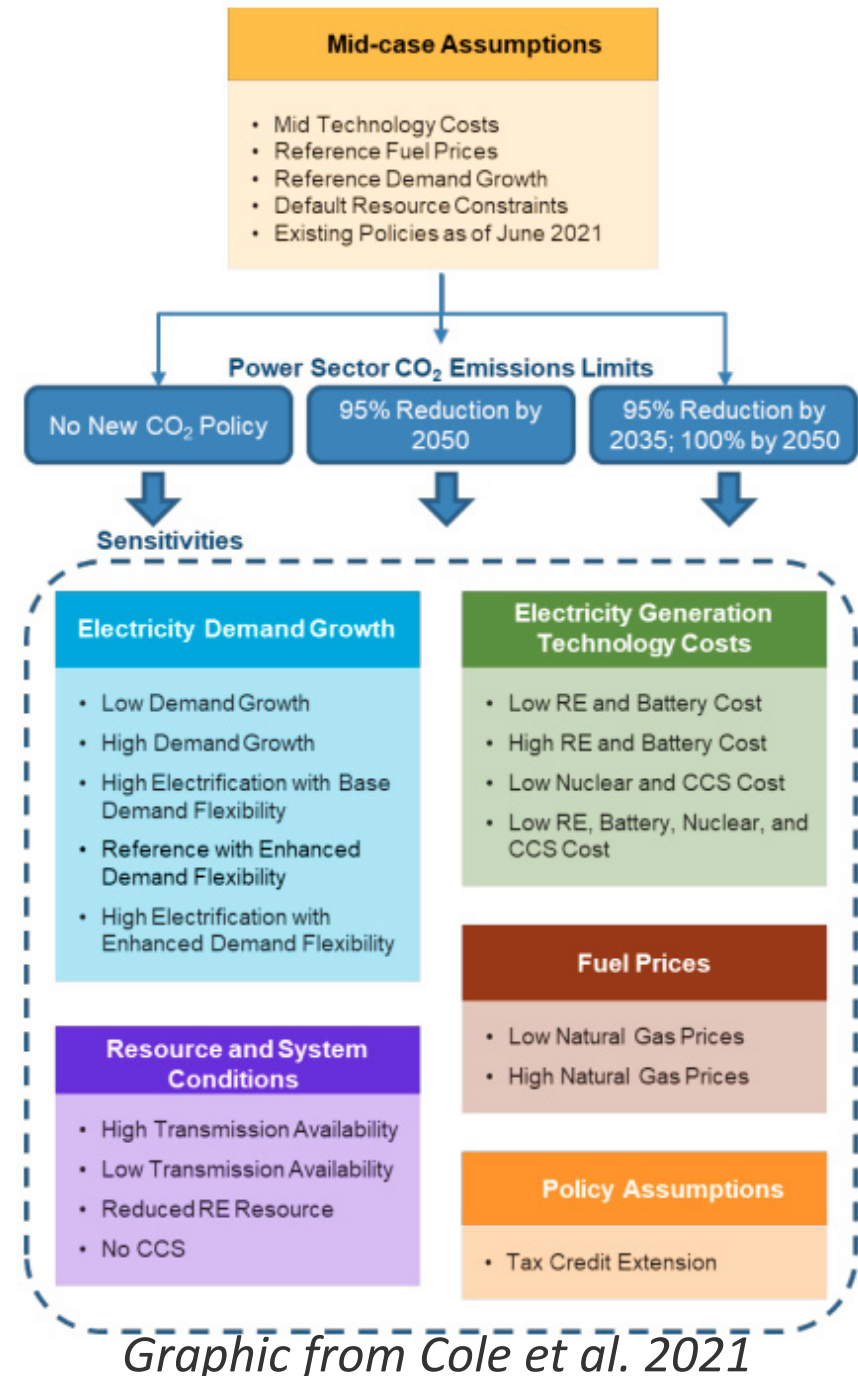 Mid-case Assumptions
• Mid Technology Costs
• Reference Fuel Prices
• Reference Demand Growth
• Default Resource Constraints
• Existing Policies as of June 2021
Power Sector CO₂ Emissions Limits
No New CO₂ Policy
95% Reduction by
2050
95% Reduction by
2035; 100% by 2050
Sensitivities
Electricity Demand Growth
• Low Demand Growth
• High Demand Growth
• High Electrification with Base
Demand Flexibility
• Reference with Enhanced
Demand Flexibility
• High Electrification with
Enhanced Demand Flexibility
Electricity Generation
Technology Costs
• Low RE and Battery Cost
• High RE and Battery Cost
• Low Nuclear and CCS Cost
• Low RE, Battery, Nuclear, and
CCS Cost
Fuel Prices
• Low Natural Gas Prices
• High Natural Gas Prices
Resource and System
Conditions
• High Transmission Availability
• Low Transmission Availability
• Reduced RE Resource
• No CCS
Policy Assumptions
• Tax Credit Extension
Graphic from Cole et al. 2021